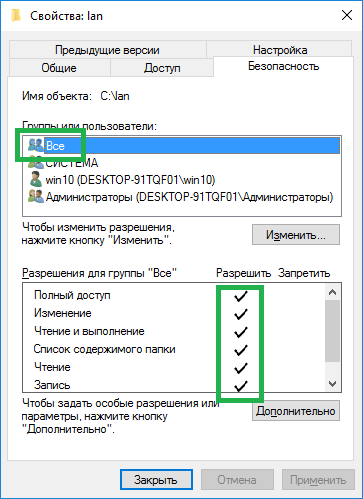 Свойства: lan
Предыдущие версии
Настройка
Общие
Доступ
Безопасность
Имя объекта: C:\lan
Группы или пользователи:
Все
СИСТЕМА
win10 (DESKTOP-91TQF01\win10)
Администраторы (DESKTOP-91TQF01\Администраторы)
Чтобы изменить разрешения,
нажмите кнопку "Изменить".
Изменить...
Разрешения для группы "Все"
Разрешить
Запретить
Полный доступ
Изменение
Чтение и выполнение
Список содержимого папки
Чтение
Запись
Чтобы задать особые разрешения или
параметры, нажмите кнопку
"Дополнительно".
Дополнительно
Закрыть
Отмена
Применить